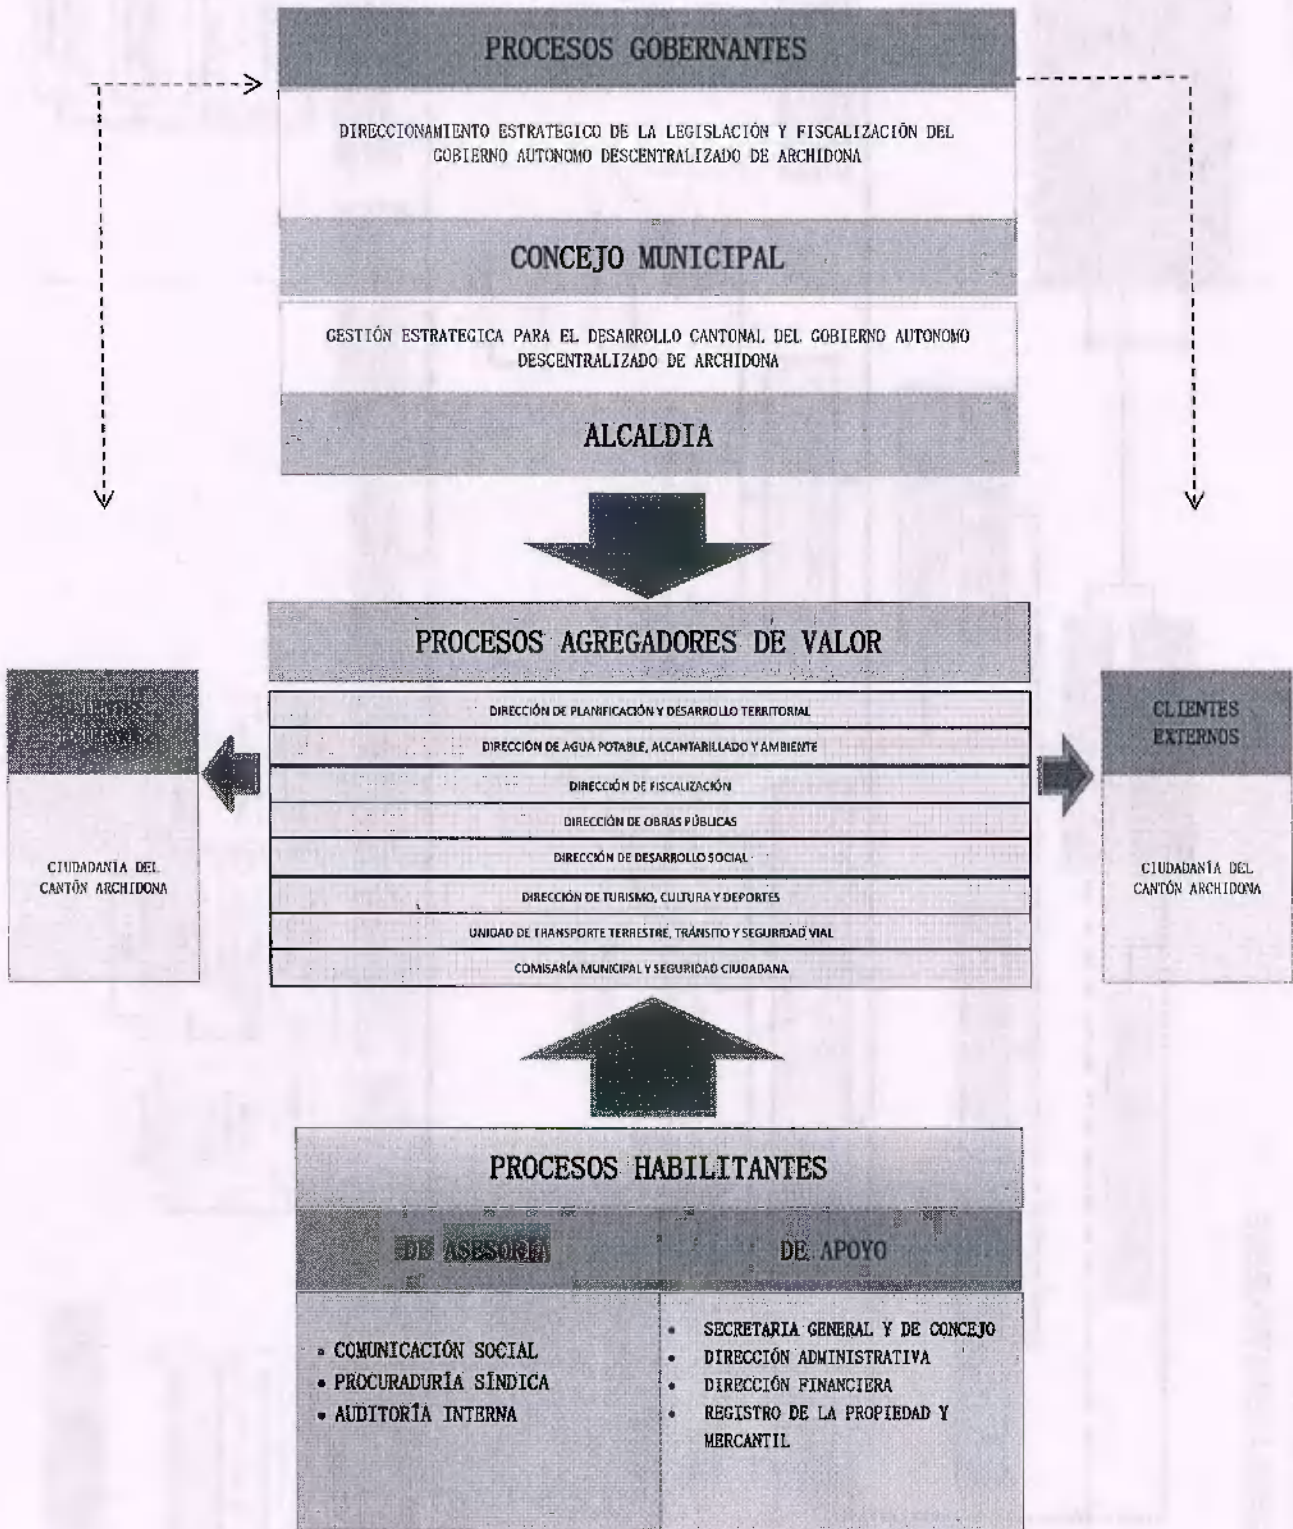 PROCESOS GOBERNANTES
DIRECCIONAMIENTO ESTRATEGICO DE LA LEGISLACIÓN Y FISCALIZACIÓN DEL
GOBIERNO AUTONOMO DESCENTRALIZADO DE ARCHIDONA
CONCEJO MUNICIPAL
GESTIÓN ESTRATEGICA PARA EL DESARROLLO CANTONAL DEL GOBIERNO AUTONOMO
DESCENTRALIZADO DE ARCHIDONA
ALCALDIA
PROCESOS AGREGADORES DE VALOR
DIRECCIÓN DE PLANIFICACIÓN Y DESARROLLO TERRITORIAL
DIRECCIÓN DE AGUA POTABLE, ALCANTARILLADO Y AMBIENTE
DIRECCIÓN DE FISCALIZACIÓN
DIRECCIÓN DE OBRAS PÚBLICAS
DIRECCIÓN DE DESARROLLO SOCIAL
DIRECCIÓN DE TURISMO, CULTURA Y DEPORTES
UNIDAD DE TRANSPORTE TERRESTRE, TRÁNSITO Y SEGURIDAD VIAL
COMISARÍA MUNICIPAL Y SEGURIDAD CIUDADANA
CIUDADANÍA DEL
CANTÓN ARCHIDONA
CLIENTES
EXTERNOS
CIUDADANÍA DEL
CANTÓN ARCHIDONA
PROCESOS HABILITANTES
DE ASESORÍA
• COMUNICACIÓN SOCIAL
• PROCURADURÍA SÍNDICA
• AUDITORÍA INTERNA
DE APOYO
• SECRETARIA GENERAL Y DE CONCEJO
• DIRECCIÓN ADMINISTRATIVA
• DIRECCIÓN FINANCIERA
• REGISTRO DE LA PROPIEDAD Y
MERCANTIL